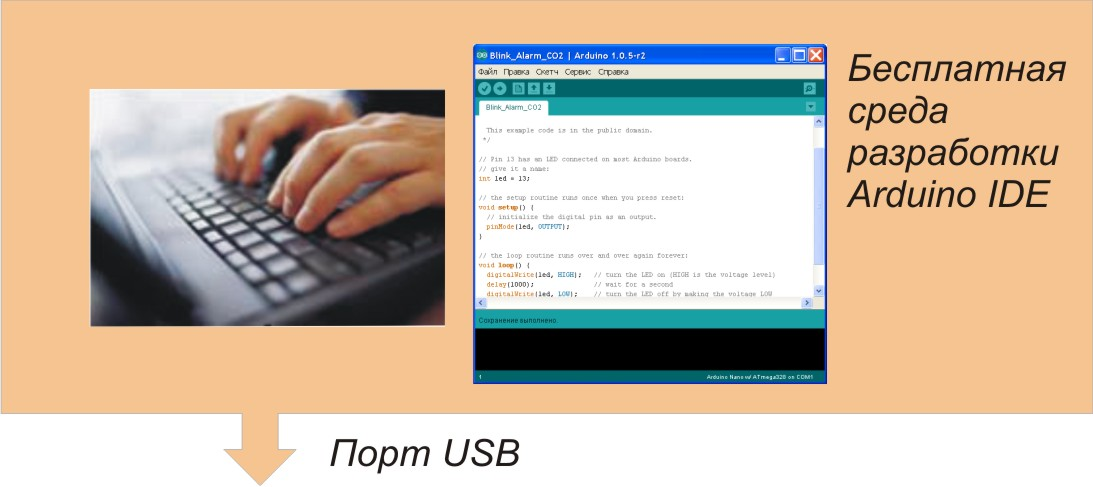 Blink_Alarm_CO2 | Arduino 1.0.5-r2
Файл Правка Скетч Сервис Справка
Blink_Alarm_CO2
This example code is in the public domain.
*/
// Pin 13 has an LED connected on most Arduino boards.
// give it a name:
int led = 13;
// the setup routine runs once when you press reset:
void setup() {
// initialize the digital pin as an output.
pinMode(led, OUTPUT);
}
// the loop routine runs over and over again forever:
void loop() {
digitalWrite(led, HIGH);   // turn the LED on (HIGH is the voltage level)
delay(1000);               // wait for a second
digitalWrite(led, LOW);    // turn the LED off by making the voltage LOW
Сохранение выполнено.
1
Arduino Nano w/ ATmega328 on COM1
Бесплатная
среда
разработки
Arduino IDE
Порт USB